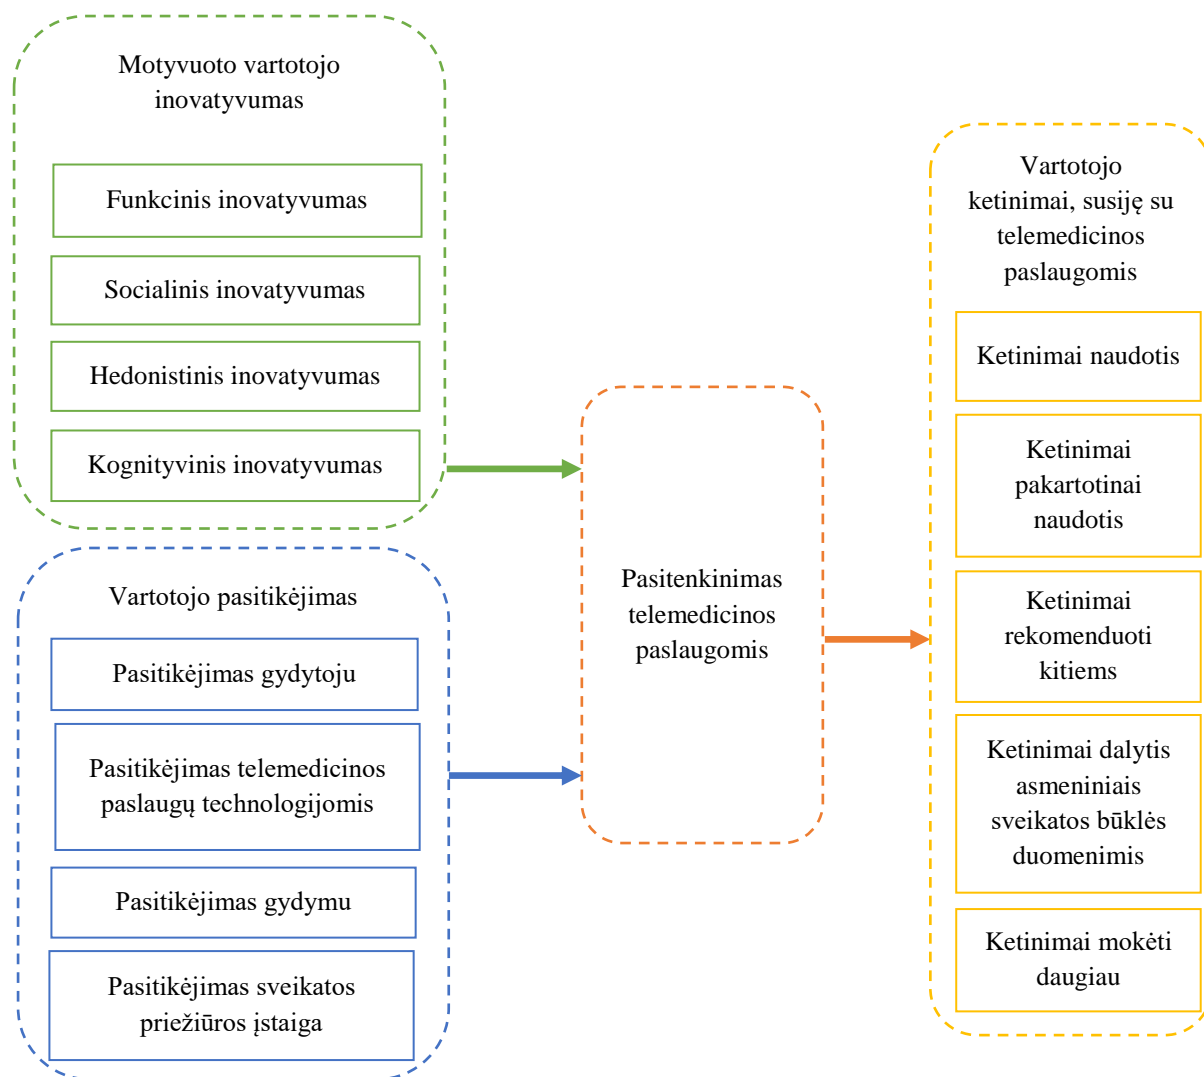 Motyvuoto vartotojo
inovatyvumas
Funkcinis inovatyvumas
Socialinis inovatyvumas
Hedonistinis inovatyvumas
Kognityvinis inovatyvumas
Vartotojo pasitikėjimas
Pasitikėjimas gydytoju
Pasitikėjimas telemedicinos
paslaugų technologijomis
Pasitikėjimas gydymu
Pasitikėjimas sveikatos
priežiūros įstaiga
Pasitenkinimas
telemedicinos
paslaugomis
Vartotojo
ketinimai, susiję su
telemedicinos
paslaugomis
Ketinimai naudotis
Ketinimai
pakartotinai
naudotis
Ketinimai
rekomenduoti
kitiems
Ketinimai dalytis
asmeniniais
sveikatos būklės
duomenimis
Ketinimai mokėti
daugiau